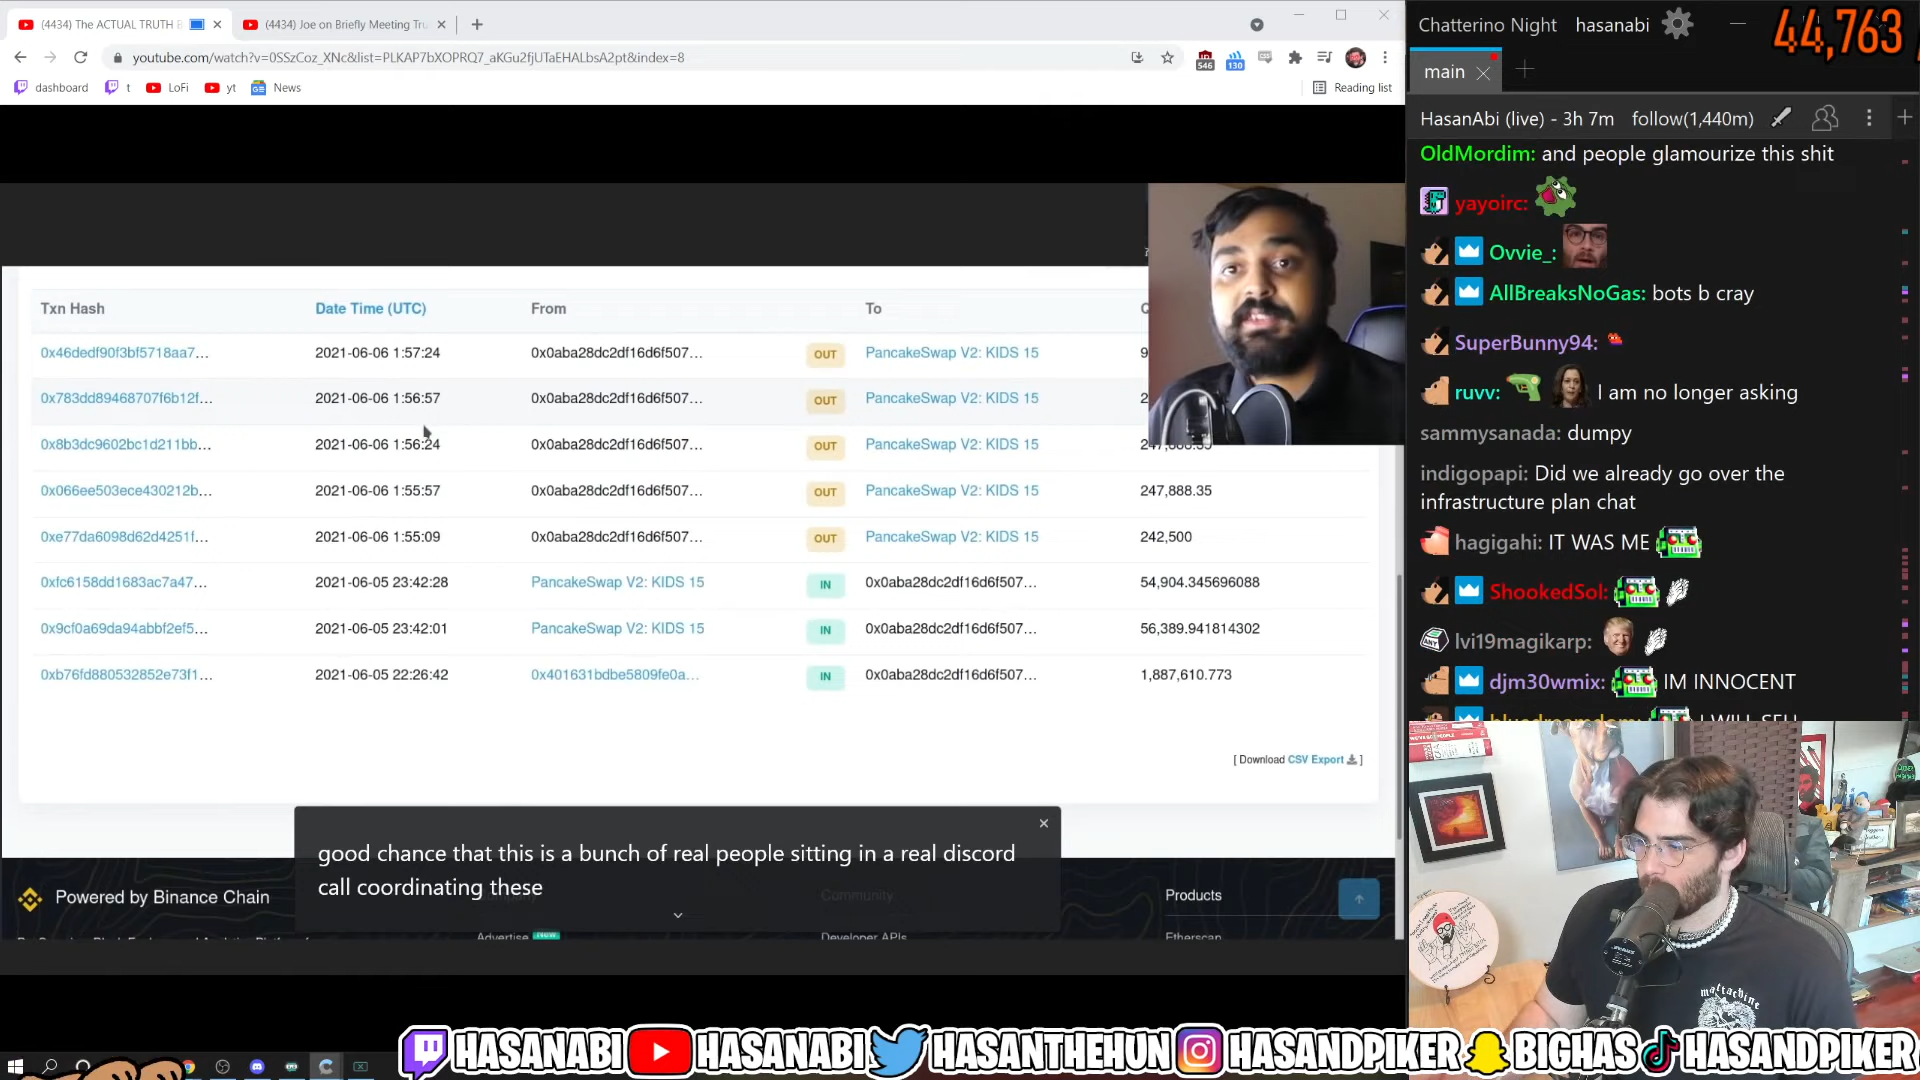 (4434) The ACTUAL TRUTH B
(4434) Joe on Briefly Meeting Tru
youtube.com/watch?v=0SSzCoz_XNc&list=PLKAP7bXOPRQ7_aKGu2fjUTaEHALbsA2pt&index=8
546
130
dashboard
t
LoFi
yt
News
Reading list
Txn Hash
Date Time (UTC)
From
To
0x46dedf90f3bf5718aa7...
2021-06-06 1:57:24
0x0aba28dc2df16d6f507...
OUT
PancakeSwap V2: KIDS 15
9
0x783dd89468707f6b12f...
2021-06-06 1:56:57
0x0aba28dc2df16d6f507...
OUT
PancakeSwap V2: KIDS 15
2
0x8b3dc9602bc1d211bb...
2021-06-06 1:56:24
0x0aba28dc2df16d6f507...
OUT
PancakeSwap V2: KIDS 15
0x066ee503ece430212b...
2021-06-06 1:55:57
0x0aba28dc2df16d6f507...
OUT
PancakeSwap V2: KIDS 15
247,888.35
0xe77da6098d62d4251f...
2021-06-06 1:55:09
0x0aba28dc2df16d6f507...
OUT
PancakeSwap V2: KIDS 15
242,500
0xfc6158dd1683ac7a47...
2021-06-05 23:42:28
PancakeSwap V2: KIDS 15
IN
0x0aba28dc2df16d6f507...
54,904.345696088
0x9cf0a69da94abbf2ef5...
2021-06-05 23:42:01
PancakeSwap V2: KIDS 15
IN
0x0aba28dc2df16d6f507...
56,389.941814302
0xb76fd880532852e73f1...
2021-06-05 22:26:42
0x401631bdbe5809fe0a...
IN
0x0aba28dc2df16d6f507...
1,887,610.773
[ Download CSV Export ]
good chance that this is a bunch of real people sitting in a real discord
call coordinating these
Powered by Binance Chain
Community
Products
Advertise
Developer APIs
Etherscan
Chatterino Night
hasanabi
44,763
main
HasanAbi (live) - 3h 7m
follow(1,440m)
OldMordim: and people glamourize this shit
yayoirc:
Ovvie_:
AllBreaksNoGas: bots b cray
SuperBunny94:
ruvv: I am no longer asking
sammysanada: dumpy
indigopapi: Did we already go over the
infrastructure plan chat
hagigahi: IT WAS ME
ShookedSol:
lvi19magikarp:
djm30wmix: IM INNOCENT
HASANABI
HASANABI
HASANTHEHUN
HASANDPIKER
BIGHAS
HASANDPIKER